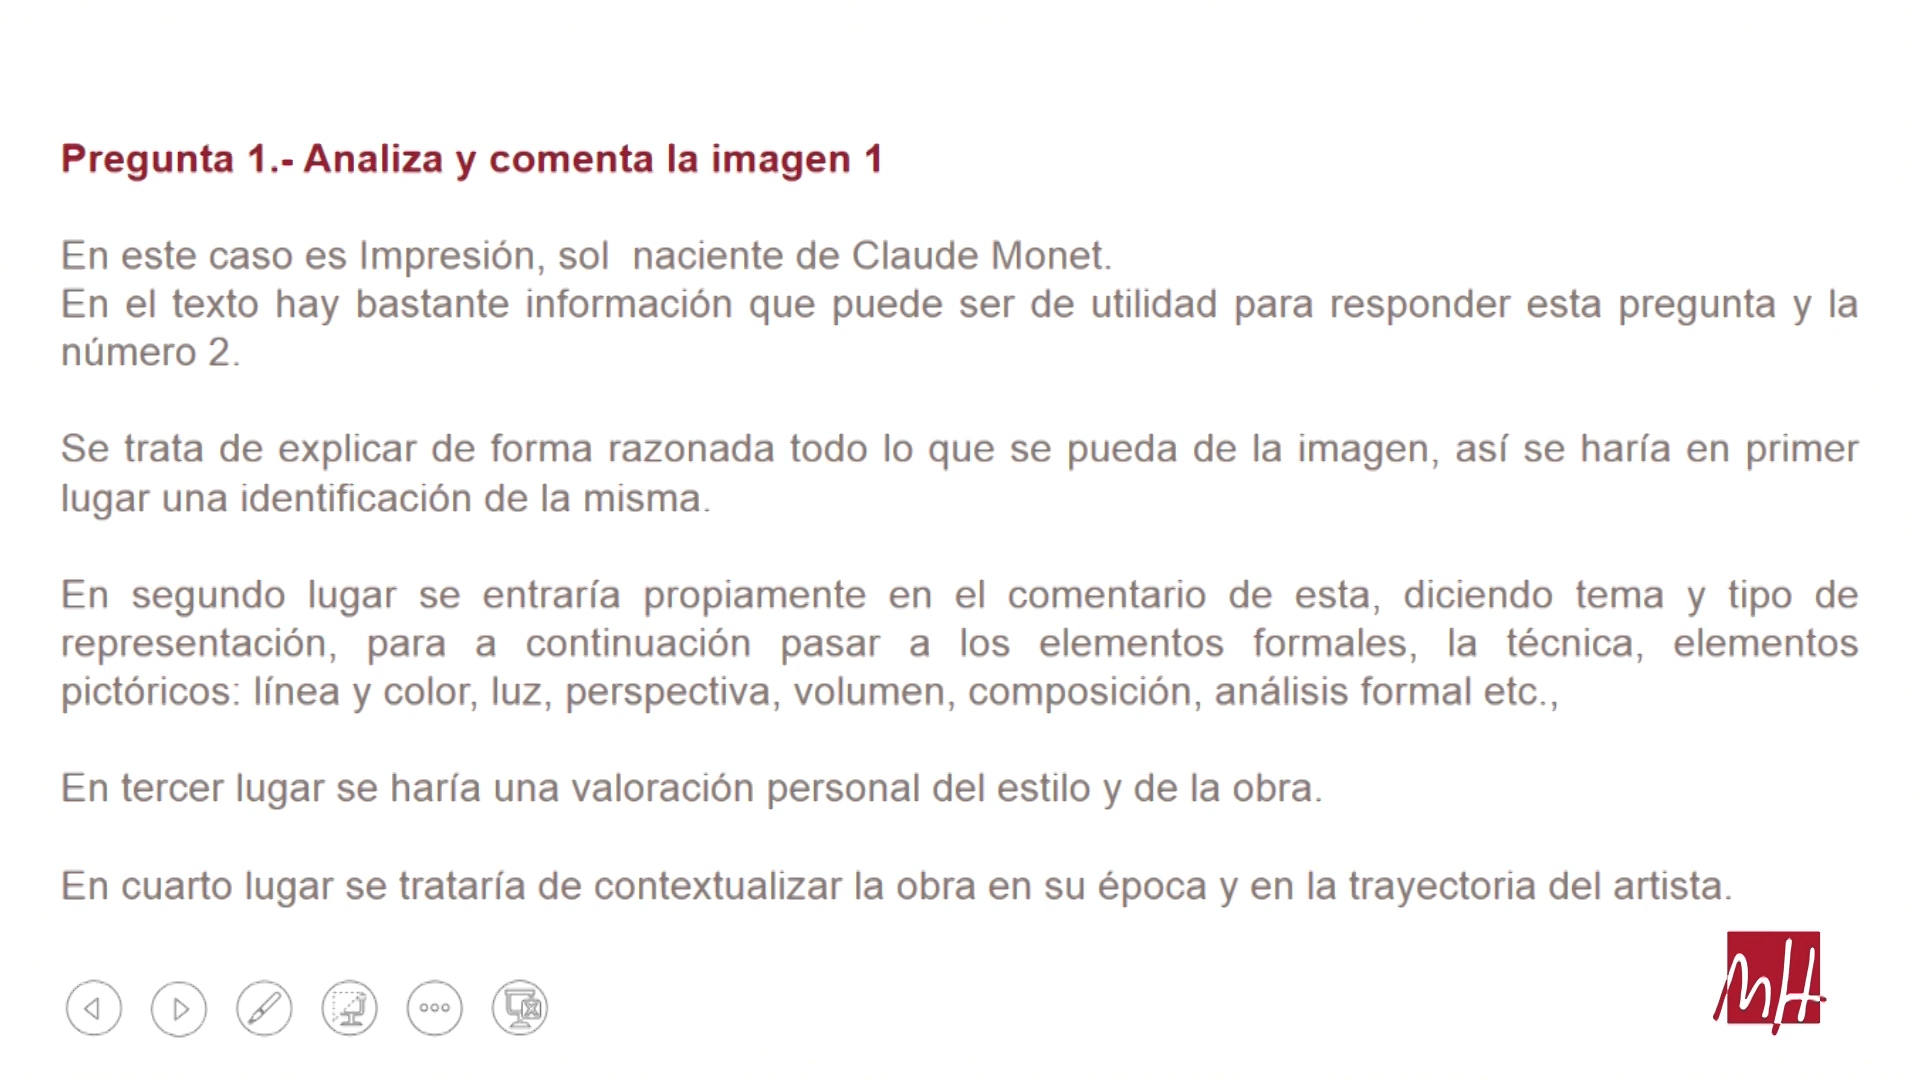 Pregunta 1.- Analiza y comenta la imagen 1
En este caso es Impresión, sol  naciente de Claude Monet.
En el texto hay bastante información que puede ser de utilidad para responder esta pregunta y la
número 2.
Se trata de explicar de forma razonada todo lo que se pueda de la imagen, así se haría en primer
lugar una identificación de la misma.
En segundo lugar se entraría propiamente en el comentario de esta, diciendo tema y tipo de
representación, para a continuación pasar a los elementos formales, la técnica, elementos
pictóricos: línea y color, luz, perspectiva, volumen, composición, análisis formal etc.,
En tercer lugar se haría una valoración personal del estilo y de la obra.
En cuarto lugar se trataría de contextualizar la obra en su época y en la trayectoria del artista.
MH